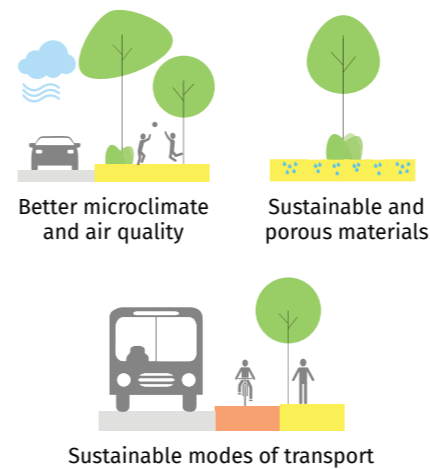 Better microclimate
and air quality
Sustainable and
porous materials
Sustainable modes of transport